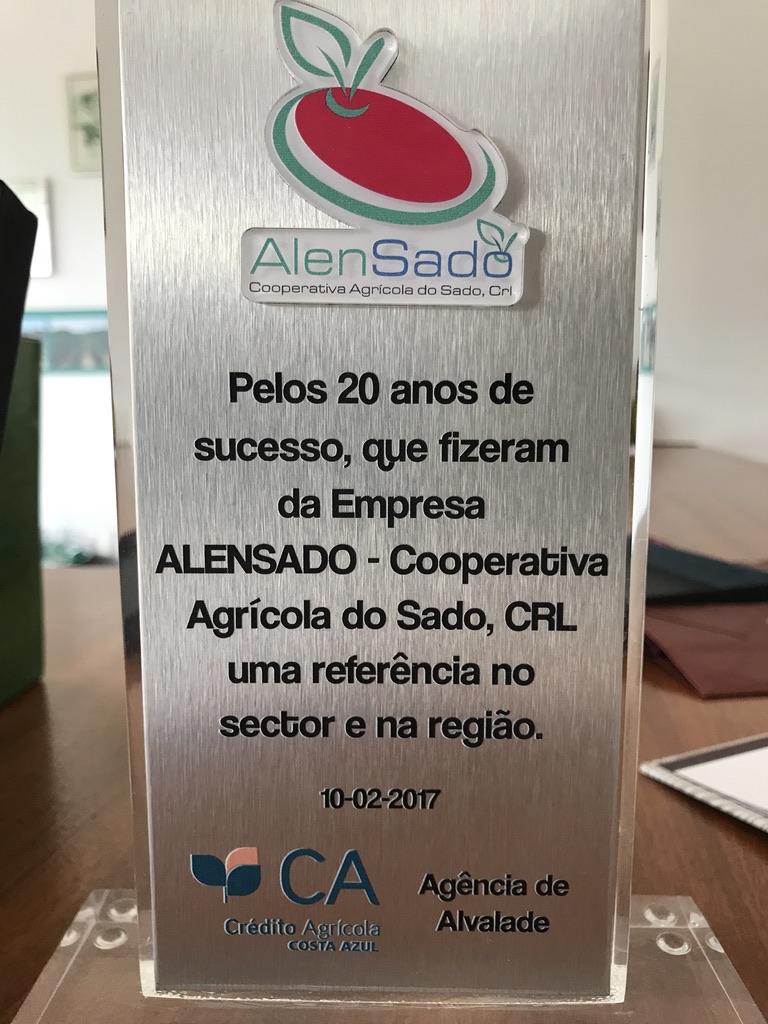 AlenSado
Cooperativa Agrícola do Sado, Crl
Pelos 20 anos de
sucesso, que fizeram
da Empresa
ALENSADO - Cooperativa
Agrícola do Sado, CRL
uma referência no
sector e na região.
10-02-2017
CA
Crédito Agrícola
COSTA AZUL
Agência de
Alvalade